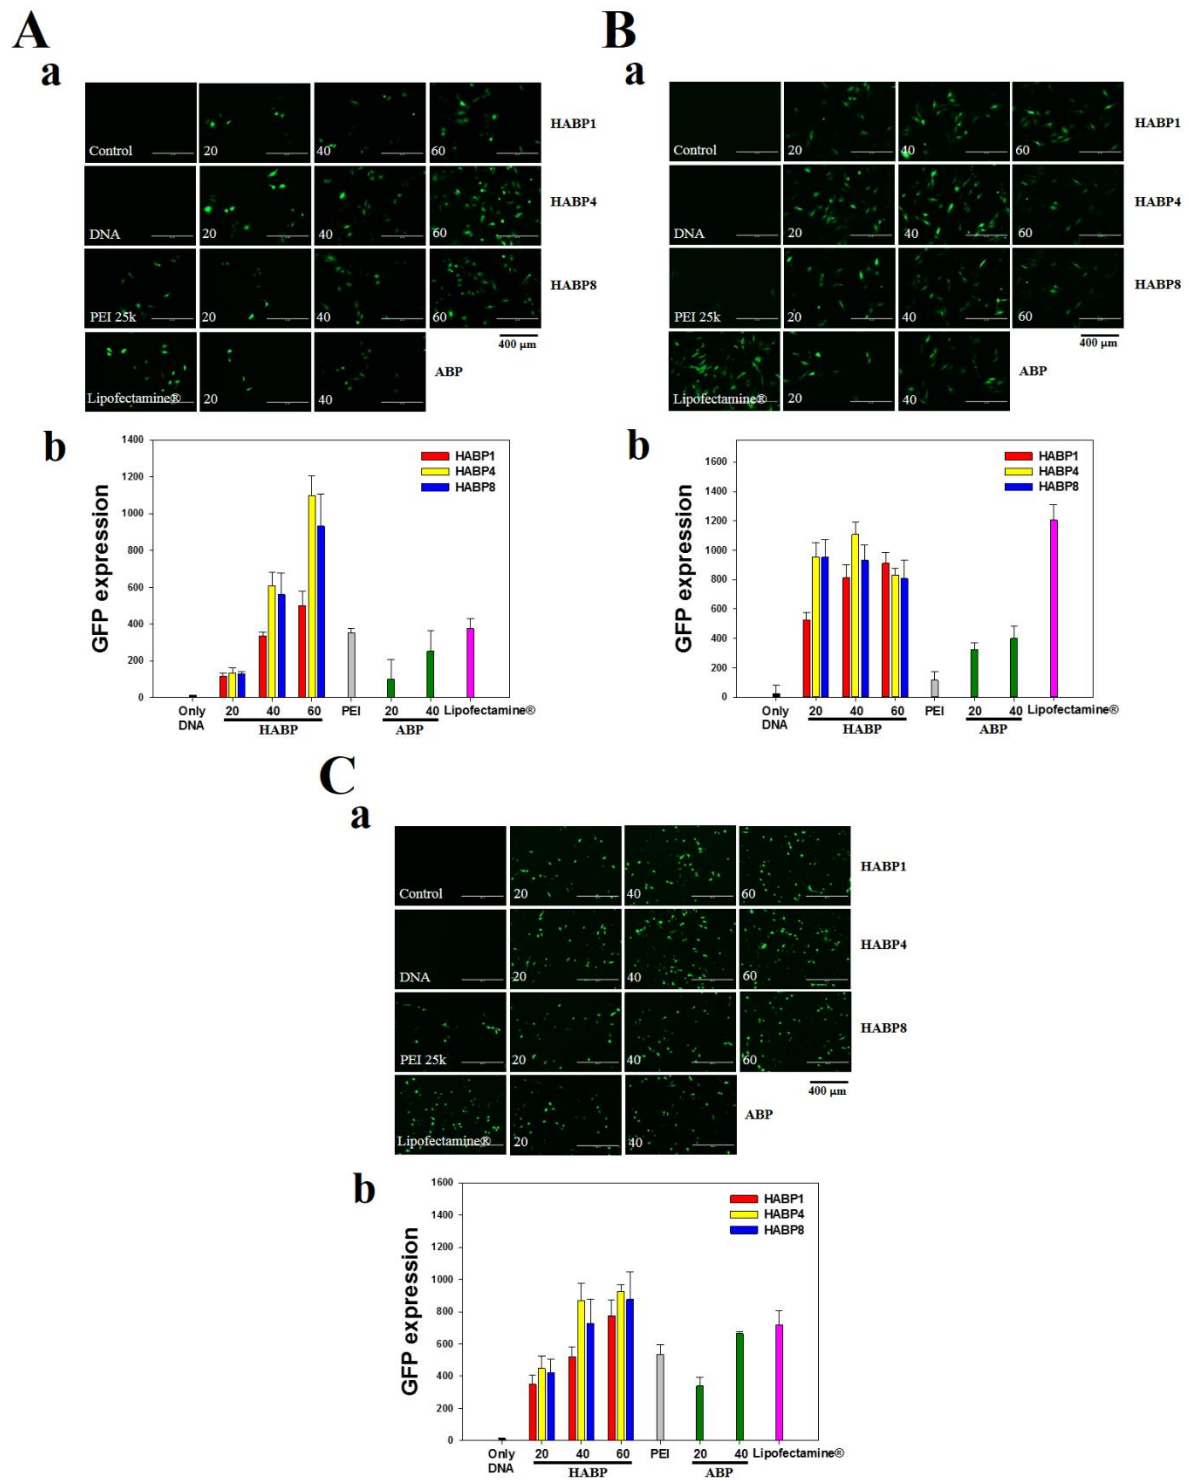 A
a
Control 20 40 60 HABP1
DNA 20 40 60 HABP4
PEI 25k 20 40 60 HABP8
400 μm
Lipofectamine® 20 40 ABP
b
GFP expression
1400
1200
1000
800
600
400
200
0
HABP1
HABP4
HABP8
Only DNA 20 40 60 PEI 20 40 Lipofectamine®
HABP ABP
B
a
Control 20 40 60 HABP1
DNA 20 40 60 HABP4
PEI 25k 20 40 60 HABP8
400 μm
Lipofectamine® 20 40 ABP
b
GFP expression
1600
1400
1200
1000
800
600
400
200
0
HABP1
HABP4
HABP8
Only DNA 20 40 60 PEI 20 40 Lipofectamine®
HABP ABP
C
a
Control 20 40 60 HABP1
DNA 20 40 60 HABP4
PEI 25k 20 40 60 HABP8
400 μm
Lipofectamine® 20 40 ABP
b
GFP expression
1600
1400
1200
1000
800
600
400
200
0
HABP1
HABP4
HABP8
Only DNA 20 40 60 PEI 20 40 Lipofectamine®
HABP ABP